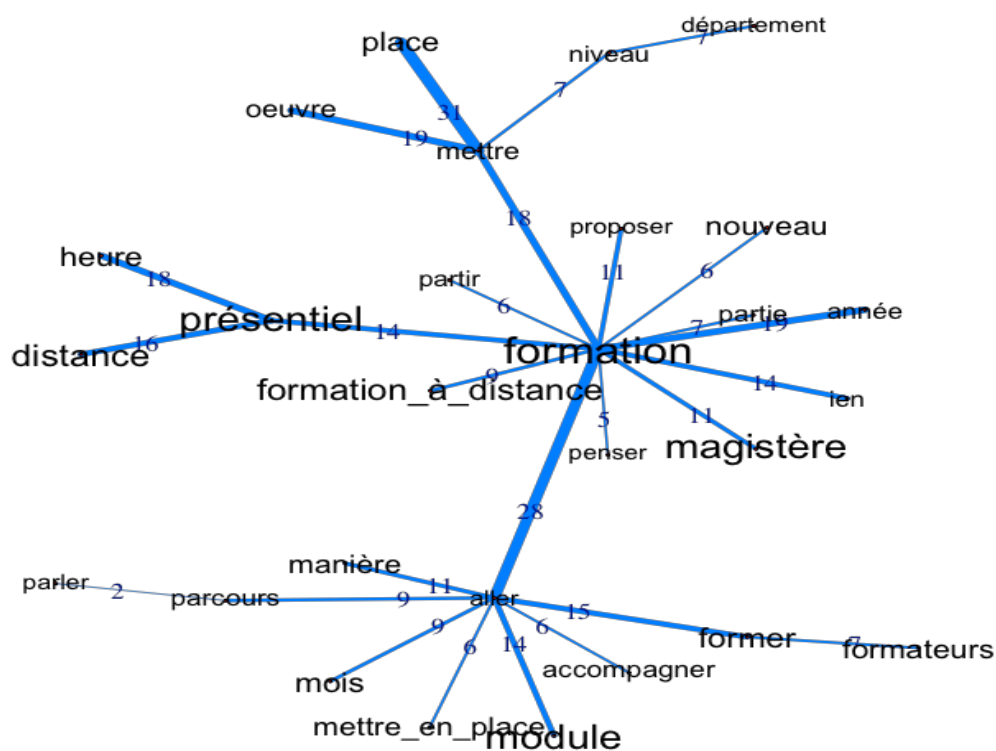 département
place
7
niveau
7
oeuvre
31
19
mettre
18
proposer
nouveau
heure
11
6
18
partir
6
présentiel
partie
année
7
19
14
distance
16
formation
9
formation_à_distance
14
lien
5
11
penser
magistère
28
manière
parler
11
2
parcours
9
aller
15
9
6
14
6
former
7
formateurs
accompagner
mois
mettre_en_place
module